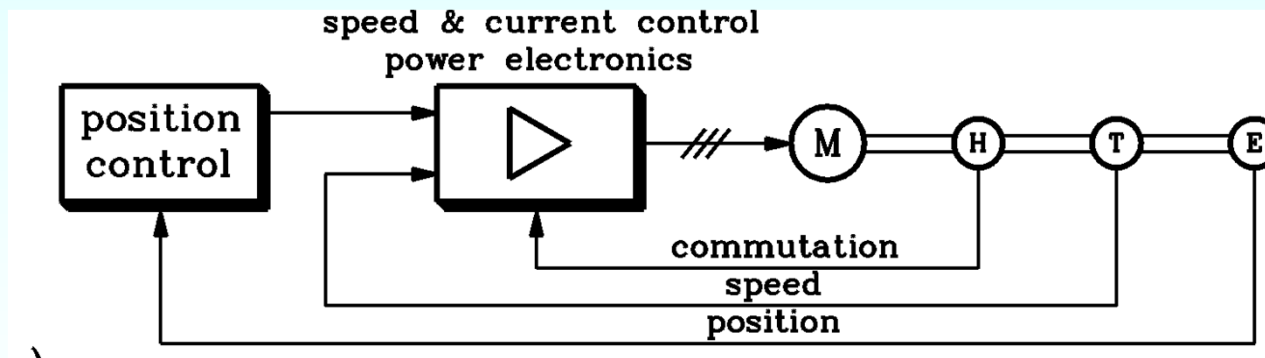 speed & current control
power electronics
position
control
M
H
T
E
commutation
speed
position
)